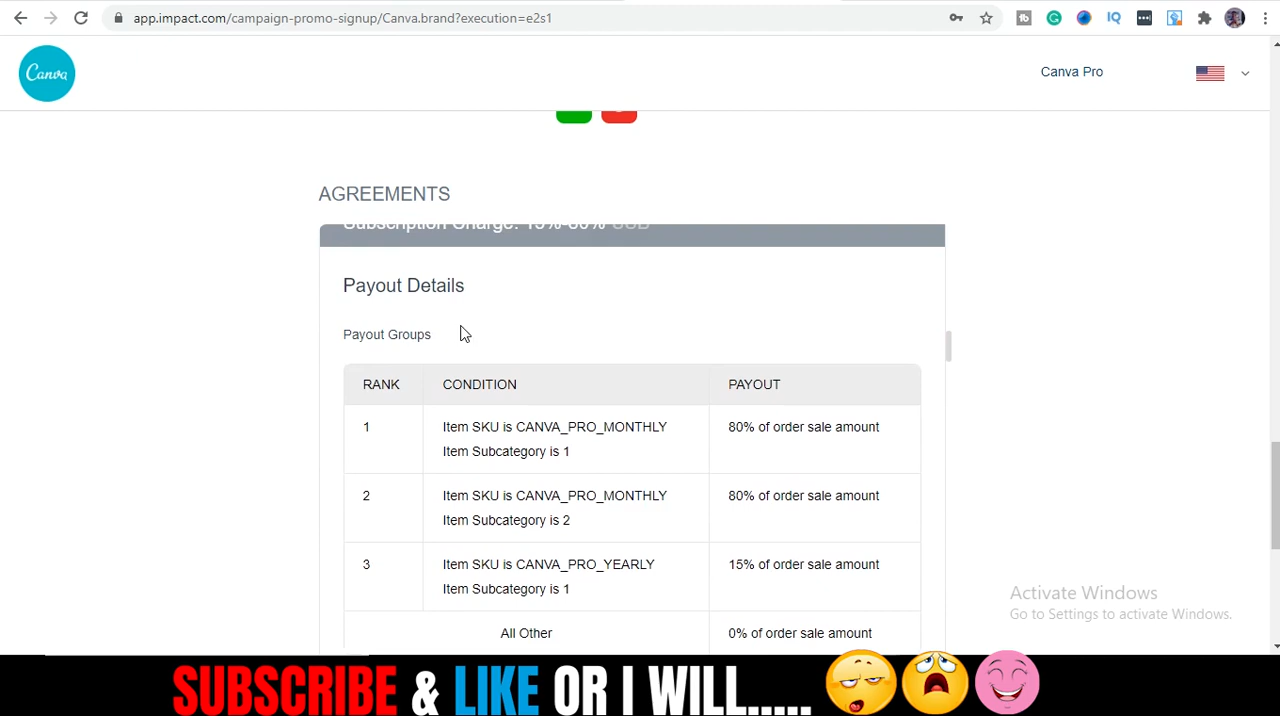 app.impact.com/campaign-promo-signup/Canva.brand?execution=e2s1
Canva
Canva Pro
AGREEMENTS
Subscription Charge: 15%-80% USD
Payout Details
Payout Groups
RANK CONDITION PAYOUT
1 Item SKU is CANVA_PRO_MONTHLY 80% of order sale amount
Item Subcategory is 1
2 Item SKU is CANVA_PRO_MONTHLY 80% of order sale amount
Item Subcategory is 2
3 Item SKU is CANVA_PRO_YEARLY 15% of order sale amount
Item Subcategory is 1
All Other 0% of order sale amount
Activate Windows
Go to Settings to activate Windows.
SUBSCRIBE & LIKE OR I WILL.....